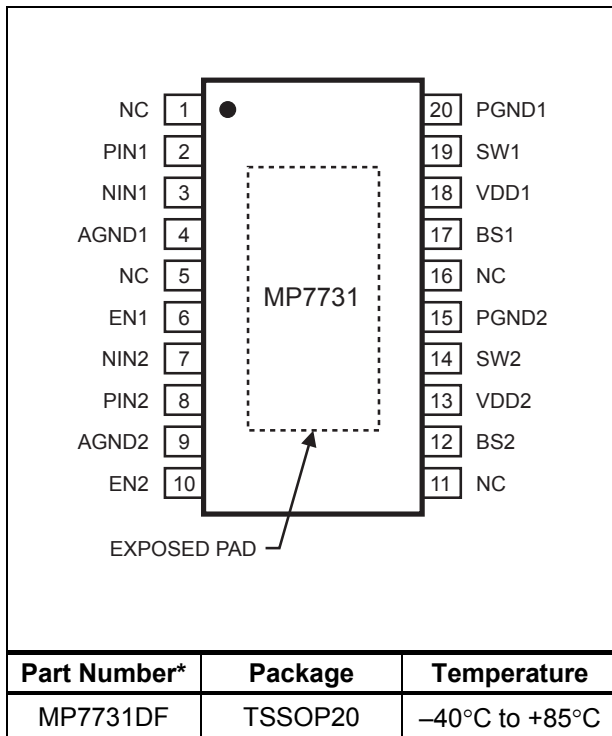 NC 1 20 PGND1
PIN1 2 19 SW1
NIN1 3 18 VDD1
AGND1 4 17 BS1
NC 5 16 NC
MP7731
EN1 6 15 PGND2
NIN2 7 14 SW2
PIN2 8 13 VDD2
AGND2 9 12 BS2
EN2 10 11 NC
EXPOSED PAD
Part Number* Package Temperature
MP7731DF TSSOP20 –40°C to +85°C